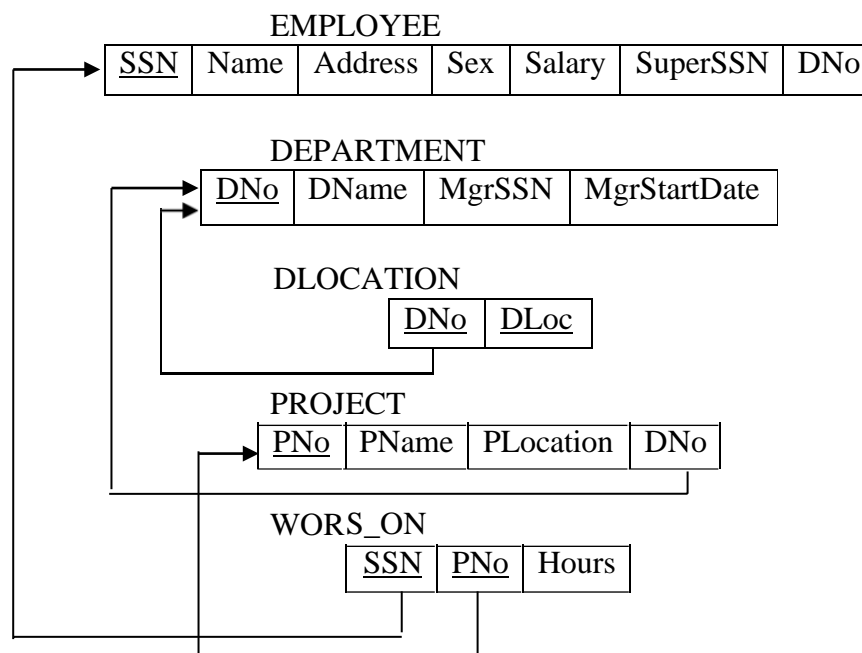 EMPLOYEE
SSN Name Address Sex Salary SuperSSN DNo
DEPARTMENT
DNo DName MgrSSN MgrStartDate
DLOCATION
DNo DLoc
PROJECT
PNo PName PLocation DNo
WORS_ON
SSN PNo Hours